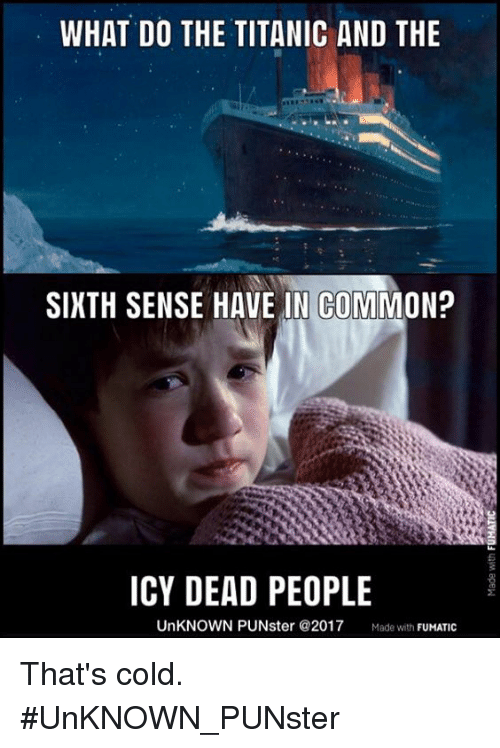 WHAT DO THE TITANIC AND THE
SIXTH SENSE HAVE IN COMMON?
ICY DEAD PEOPLE
UnKNOWN PUNster @2017 Made with FUMATIC
Made with FUMATIC
That's cold.
#UnKNOWN_PUNster